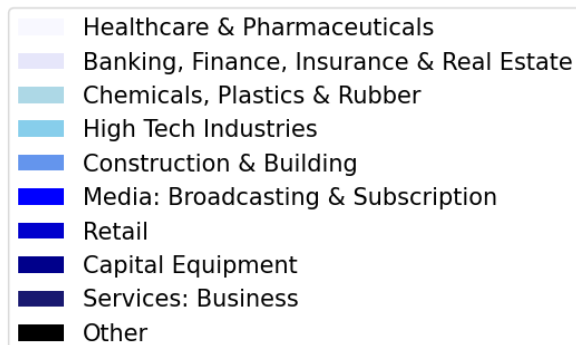 Healthcare & Pharmaceuticals
Banking, Finance, Insurance & Real Estate
Chemicals, Plastics & Rubber
High Tech Industries
Construction & Building
Media: Broadcasting & Subscription
Retail
Capital Equipment
Services: Business
Other